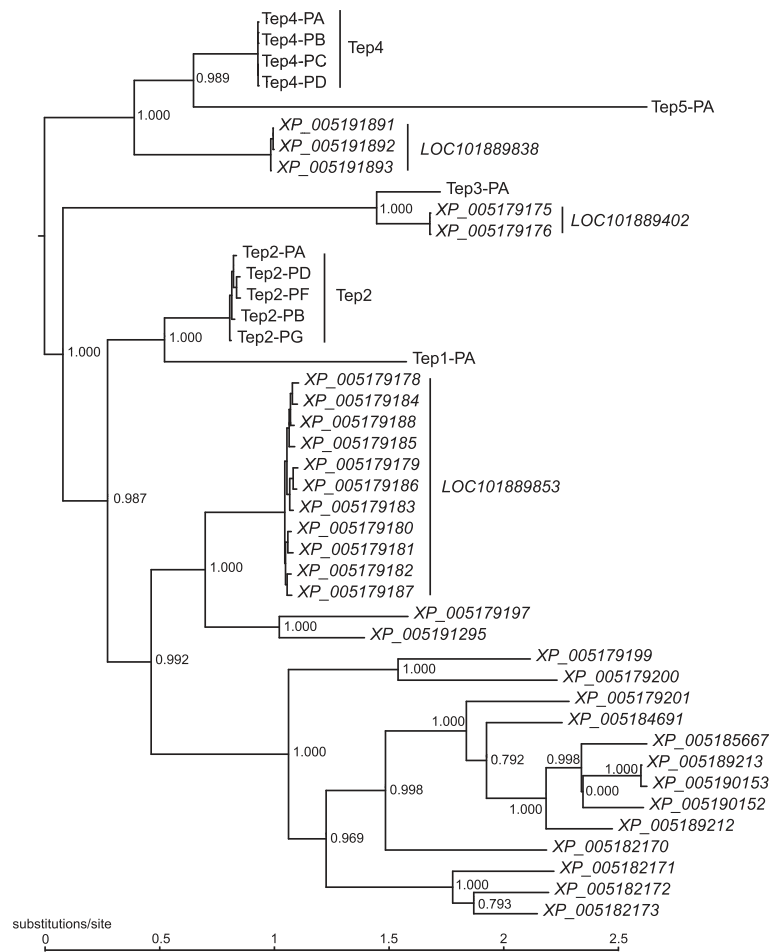 Tep4-PA
Tep4-PB
Tep4
Tep4-PC
Tep4-PD
0.989
Tep5-PA
1.000
XP_005191891
XP_005191892
LOC101889838
XP_005191893
Tep3-PA
1.000
XP_005179175
LOC101889402
XP_005179176
Tep2-PA
Tep2-PD
Tep2-PF
Tep2
Tep2-PB
Tep2-PG
1.000
1.000
Tep1-PA
XP_005179178
XP_005179184
XP_005179188
XP_005179185
XP_005179179
XP_005179186
LOC101889853
0.987
XP_005179183
XP_005179180
XP_005179181
1.000
XP_005179182
XP_005179187
XP_005179197
1.000
XP_005191295
0.992
XP_005179199
1.000
XP_005179200
XP_005179201
1.000
XP_005184691
XP_005185667
1.000
0.792
0.998
XP_005189213
1.000
XP_005190153
0.998
0.000
XP_005190152
1.000
XP_005189212
0.969
XP_005182170
XP_005182171
1.000
XP_005182172
0.793
XP_005182173
substitutions/site
0 0.5 1 1.5 2 2.5